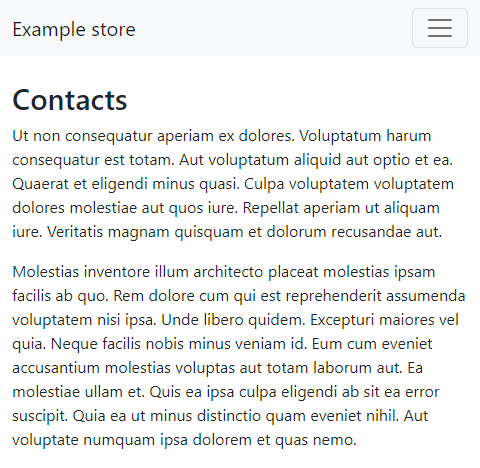 Example store
Contacts
Ut non consequatur aperiam ex dolores. Voluptatum harum
consequatur est totam. Aut voluptatum aliquid aut optio et ea.
Quaerat et eligendi minus quasi. Culpa voluptatem voluptatem
dolores molestiae aut quos iure. Repellat aperiam ut aliquam
iure. Veritatis magnam quisquam et dolorum recusandae aut.
Molestias inventore illum architecto placeat molestias ipsam
facilis ab quo. Rem dolore cum qui est reprehenderit assumenda
voluptatem nisi ipsa. Unde libero quidem. Excepturi maiores vel
quia. Neque facilis nobis minus veniam id. Eum cum eveniet
accusantium molestias voluptas aut totam laborum aut. Ea
molestiae ullam et. Quis ea ipsa culpa eligendi ab sit ea error
suscipit. Quia ea ut minus distinctio quam eveniet nihil. Aut
voluptate numquam ipsa dolorem et quas nemo.